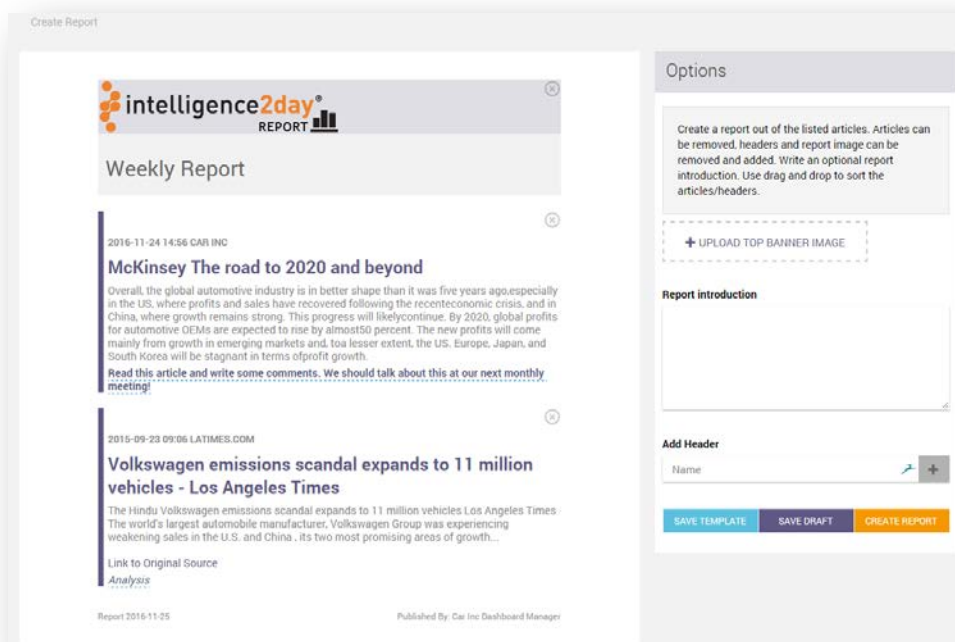 Create Report
intelligence2day®
REPORT
Weekly Report
2016-11-24 14:56 CAR INC
McKinsey The road to 2020 and beyond
Overall, the global automotive industry is in better shape than it was five years ago,especially
in the US, where profits and sales have recovered following the recenteconomic crisis, and in
China, where growth remains strong. This progress will likelycontinue. By 2020, global profits
for automotive OEMs are expected to rise by almost50 percent. The new profits will come
mainly from growth in emerging markets and, toa lesser extent, the US. Europe, Japan, and
South Korea will be stagnant in terms ofprofit growth.
Read this article and write some comments. We should talk about this at our next monthly
meeting!
2015-09-23 09:06 LATIMES.COM
Volkswagen emissions scandal expands to 11 million
vehicles - Los Angeles Times
The Hindu Volkswagen emissions scandal expands to 11 million vehicles Los Angeles Times
The world's largest automobile manufacturer, Volkswagen Group was experiencing
weakening sales in the U.S. and China , its two most promising areas of growth...
Link to Original Source
Analysis
Report 2016-11-25
Published By: Car Inc Dashboard Manager
Options
Create a report out of the listed articles. Articles can
be removed, headers and report image can be
removed and added. Write an optional report
introduction. Use drag and drop to sort the
articles/headers.
+ UPLOAD TOP BANNER IMAGE
Report introduction
Add Header
Name
+
SAVE TEMPLATE
SAVE DRAFT
CREATE REPORT